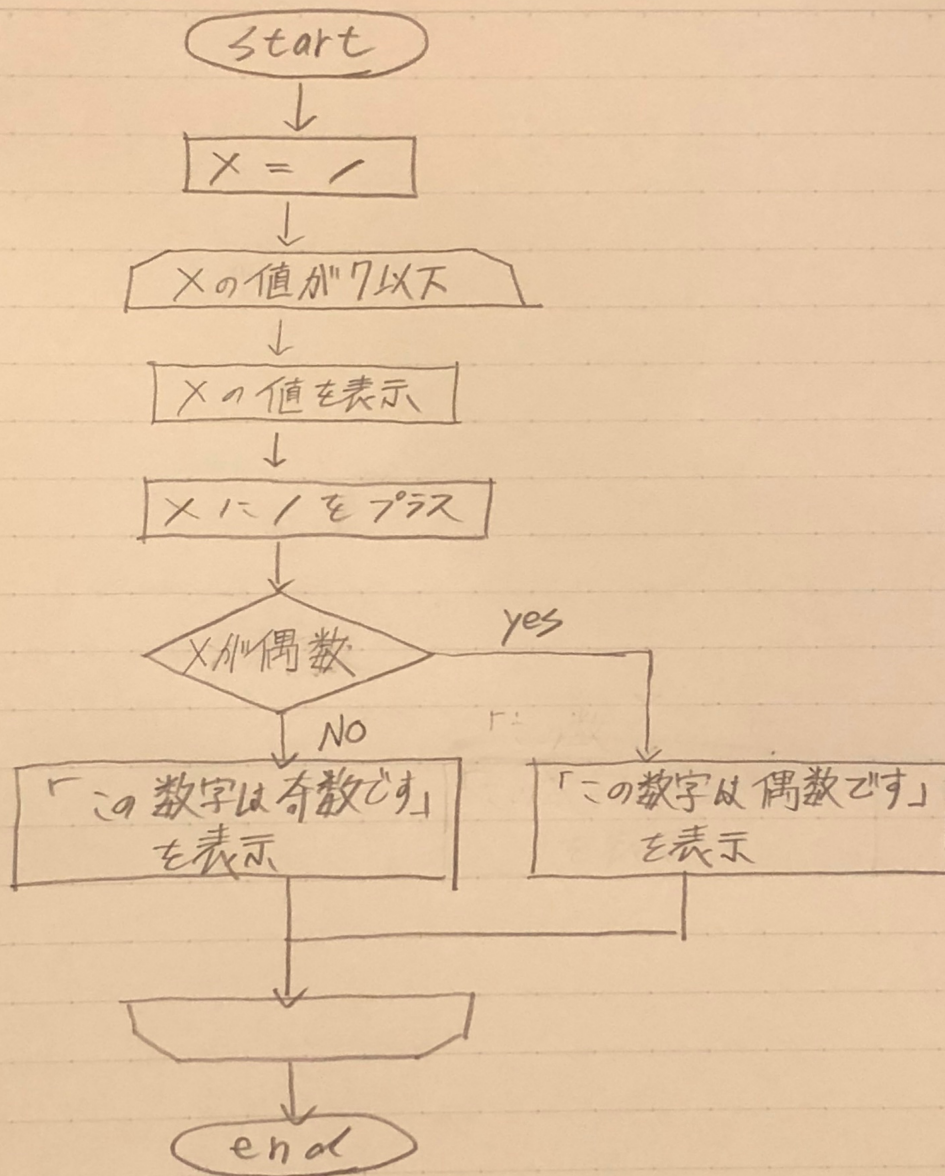 start
X = 1
Xの値が7以下
Xの値を表示
Xに1をプラス
Xが偶数
yes
NO
「この数字は奇数です」
を表示
「この数字は偶数です」
を表示
end